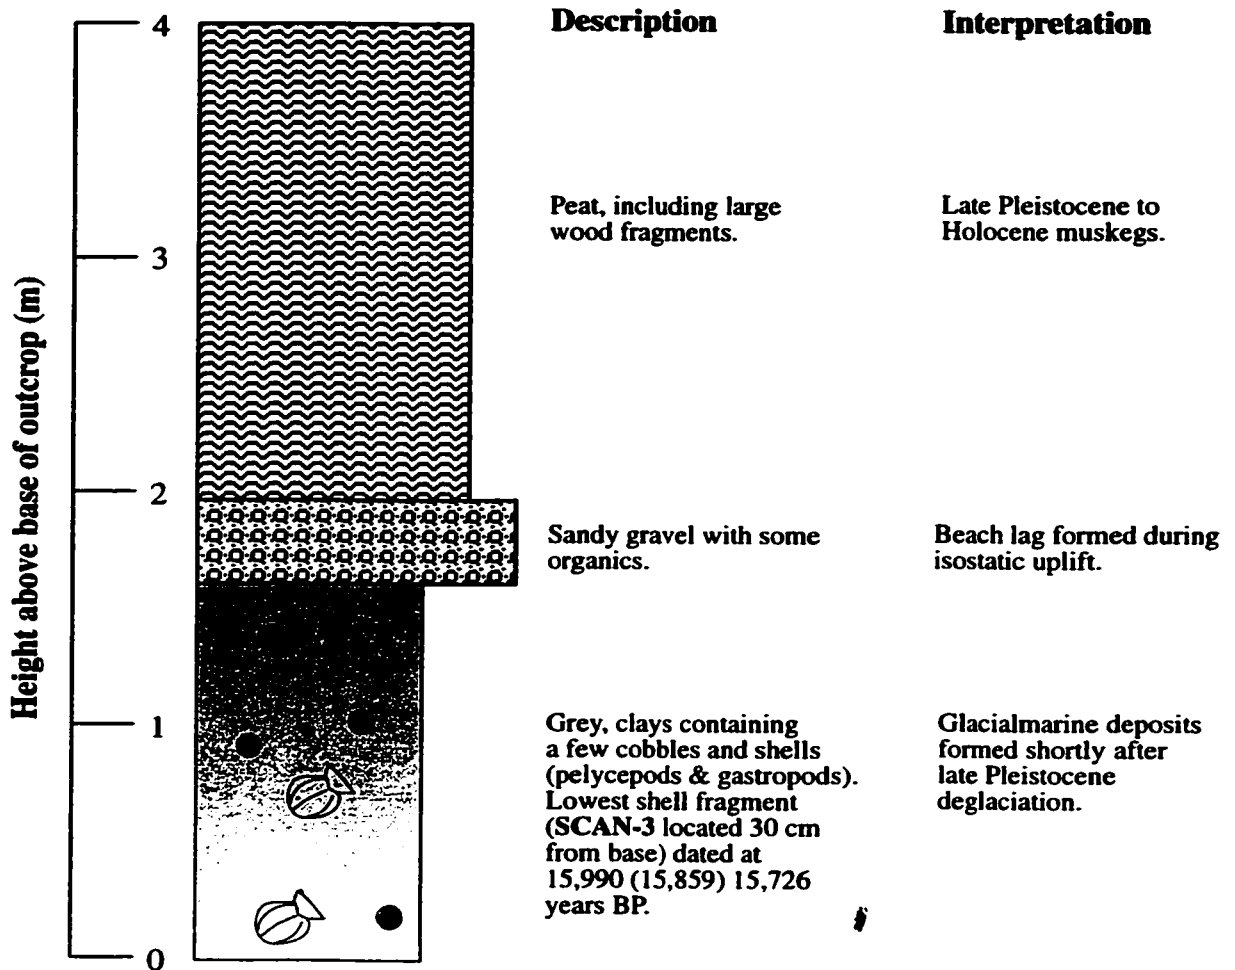 Description
Interpretation
4
3
2
1
0
Height above base of outcrop (m)
Peat, including large
wood fragments.
Late Pleistocene to
Holocene muskegs.
Sandy gravel with some
organics.
Beach lag formed during
isostatic uplift.
Grey, clays containing
a few cobbles and shells
(pelycepods & gastropods).
Lowest shell fragment
(SCAN-3 located 30 cm
from base) dated at
15,990 (15,859) 15,726
years BP.
Glacialmarine deposits
formed shortly after
late Pleistocene
deglaciation.